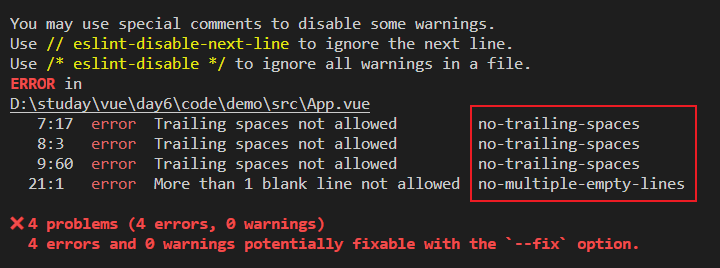 You may use special comments to disable some warnings.
Use // eslint-disable-next-line to ignore the next line.
Use /* eslint-disable */ to ignore all warnings in a file.
ERROR in
D:\studay\vue\day6\code\demo\src\App.vue
7:17 error Trailing spaces not allowed no-trailing-spaces
8:3 error Trailing spaces not allowed no-trailing-spaces
9:60 error Trailing spaces not allowed no-trailing-spaces
21:1 error More than 1 blank line not allowed no-multiple-empty-lines
❌ 4 problems (4 errors, 0 warnings)
4 errors and 0 warnings potentially fixable with the `--fix` option.